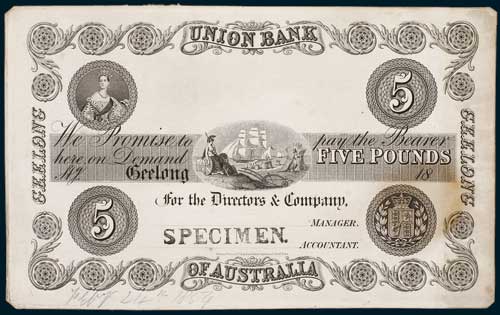 UNION BANK
5
GEELONG
GEELONG
We Promise to pay the Bearer
here, on Demand FIVE POUNDS
Geelong 18
For the Directors & Company,
5
MANAGER.
SPECIMEN.
ACCOUNTANT.
OF AUSTRALIA